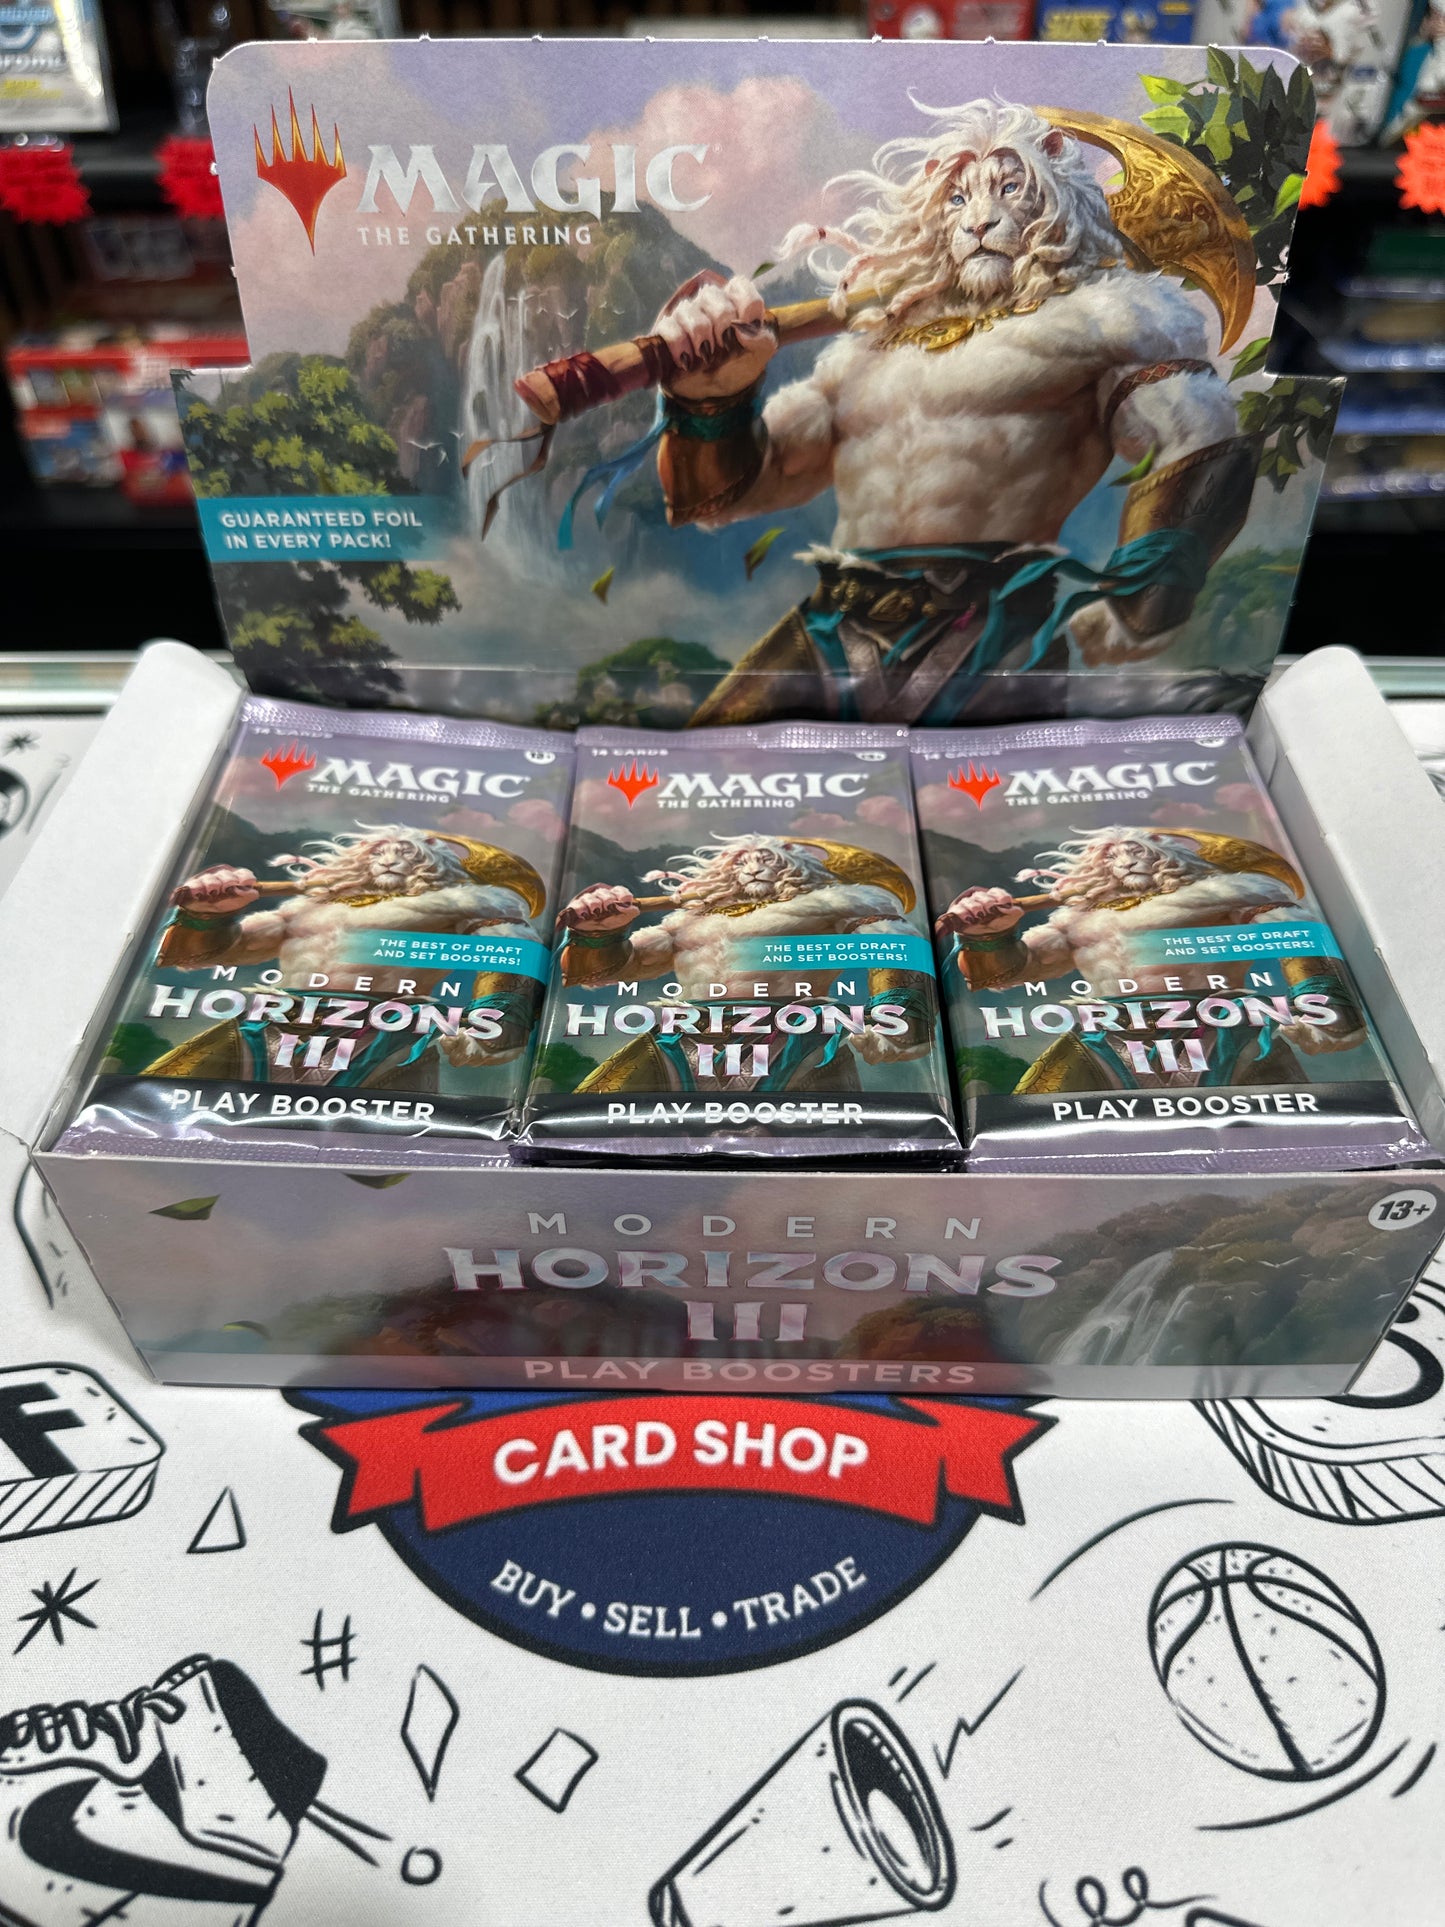 MAGIC
THE GATHERING
GUARANTEED FOIL
IN EVERY PACK!
14 CARDS
MAGIC
THE GATHERING
THE BEST OF DRAFT
AND SET BOOSTERS!
MODERN
HORIZONS
III
PLAY BOOSTER
14 CARDS
MAGIC
THE GATHERING
THE BEST OF DRAFT
AND SET BOOSTERS!
MODERN
HORIZONS
III
PLAY BOOSTER
14 CARDS
MAGIC
THE GATHERING
THE BEST OF DRAFT
AND SET BOOSTERS!
MODERN
HORIZONS
III
PLAY BOOSTER
13+
MODERN
HORIZONS
III
PLAY BOOSTERS
CARD SHOP
BUY • SELL • TRADE
F
#